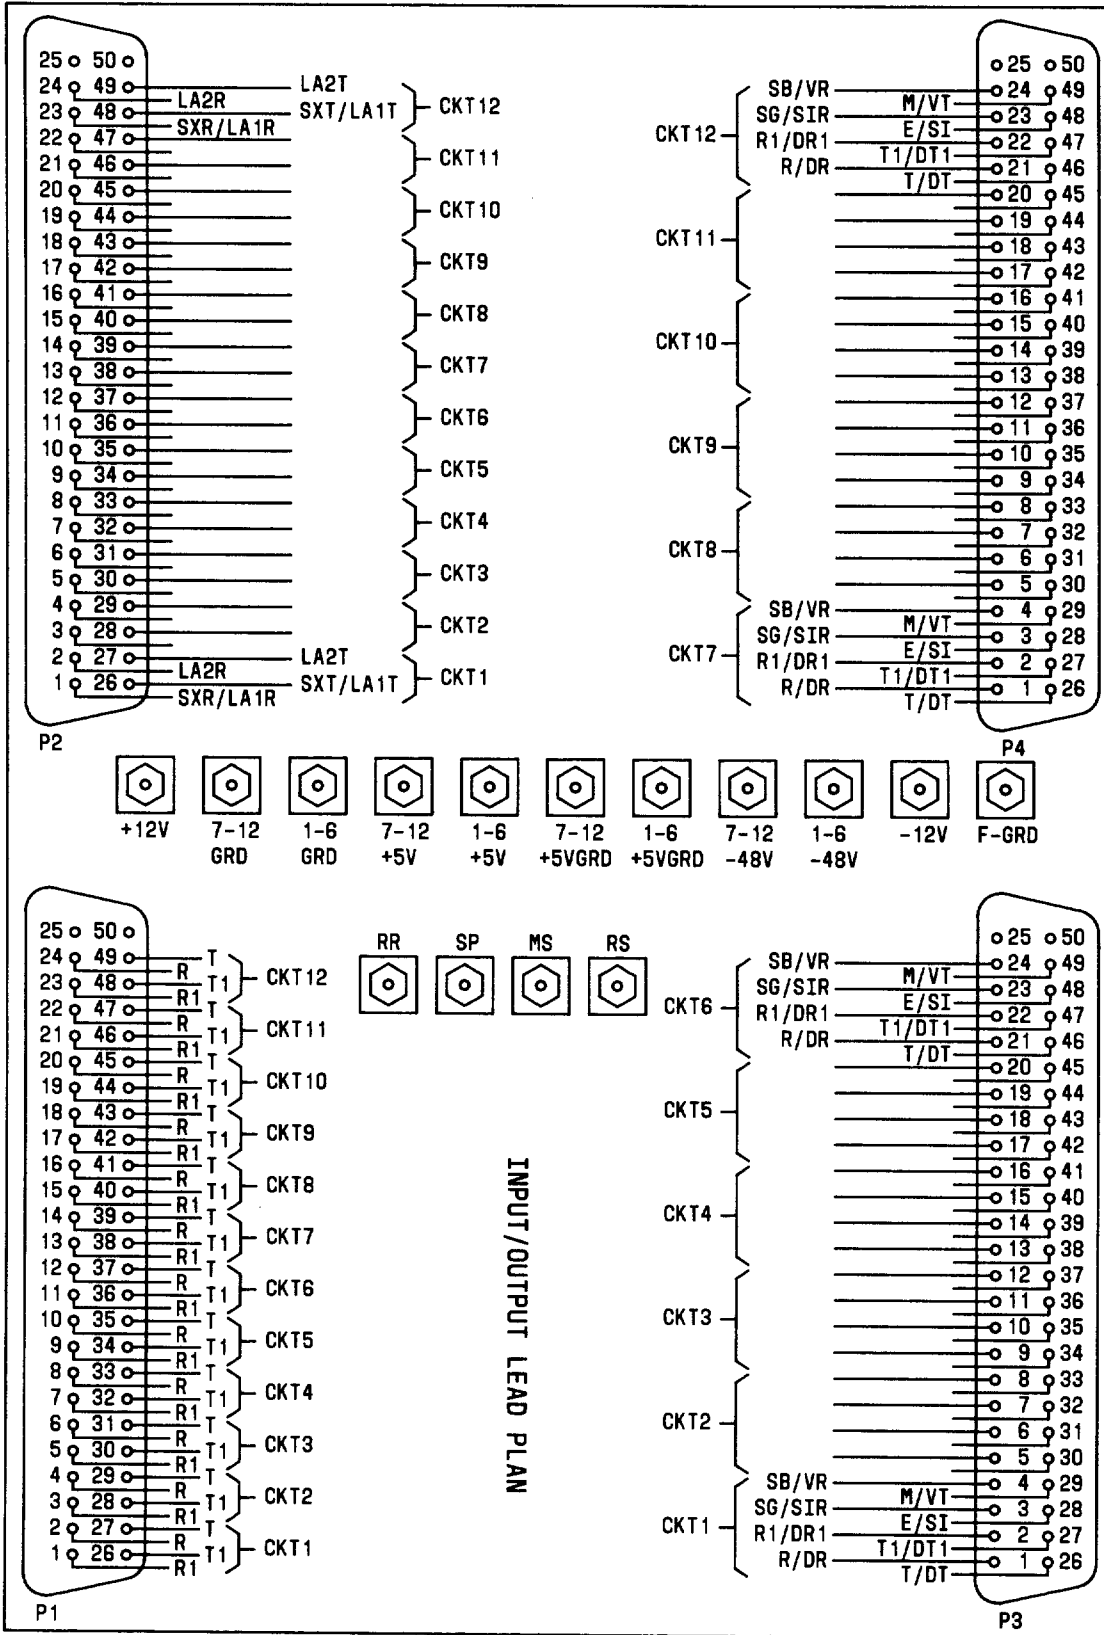 25 50
24 49 LA2T
LA2R
23 48 SXT/LA1T CKT12
SXR/LA1R
22 47
21 46 CKT11
20 45
19 44 CKT10
18 43
17 42 CKT9
16 41
15 40 CKT8
14 39
13 38 CKT7
12 37
11 36 CKT6
10 35
9 34 CKT5
8 33
7 32 CKT4
6 31
5 30 CKT3
4 29
3 28 CKT2
2 27 LA2T
LA2R
1 26 SXT/LA1T CKT1
SXR/LA1R
P2
25 50
SB/VR 24 49
M/VT
SG/SIR 23 48
E/SI
CKT12 R1/DR1 22 47
T1/DT1
R/DR 21 46
T/DT
20 45
19 44
CKT11 18 43
17 42
16 41
15 40
CKT10 14 39
13 38
12 37
11 36
CKT9 10 35
9 34
8 33
7 32
CKT8 6 31
5 30
SB/VR 4 29
M/VT
SG/SIR 3 28
E/SI
CKT7 R1/DR1 2 27
T1/DT1
R/DR 1 26
T/DT
P4
+12V 7-12 1-6 7-12 1-6 7-12 1-6 7-12 1-6 -12V F-GRD
GRD GRD +5V +5V +5VGRD +5VGRD -48V -48V
25 50
24 49 T
R
23 48 T1 CKT12
R1
22 47 T
R
21 46 T1 CKT11
R1
20 45 T
R
19 44 T1 CKT10
R1
18 43 T
R
17 42 T1 CKT9
R1
16 41 T
R
15 40 T1 CKT8
R1
14 39 T
R
13 38 T1 CKT7
R1
12 37 T
R
11 36 T1 CKT6
R1
10 35 T
R
9 34 T1 CKT5
R1
8 33 T
R
7 32 T1 CKT4
R1
6 31 T
R
5 30 T1 CKT3
R1
4 29 T
R
3 28 T1 CKT2
R1
2 27 T
R
1 26 T1 CKT1
R1
P1
RR SP MS RS
INPUT/OUTPUT LEAD PLAN
25 50
SB/VR 24 49
M/VT
SG/SIR 23 48
E/SI
CKT6 R1/DR1 22 47
T1/DT1
R/DR 21 46
T/DT
20 45
19 44
CKT5 18 43
17 42
16 41
15 40
CKT4 14 39
13 38
12 37
11 36
CKT3 10 35
9 34
8 33
7 32
CKT2 6 31
5 30
SB/VR 4 29
M/VT
SG/SIR 3 28
E/SI
CKT1 R1/DR1 2 27
T1/DT1
R/DR 1 26
T/DT
P3